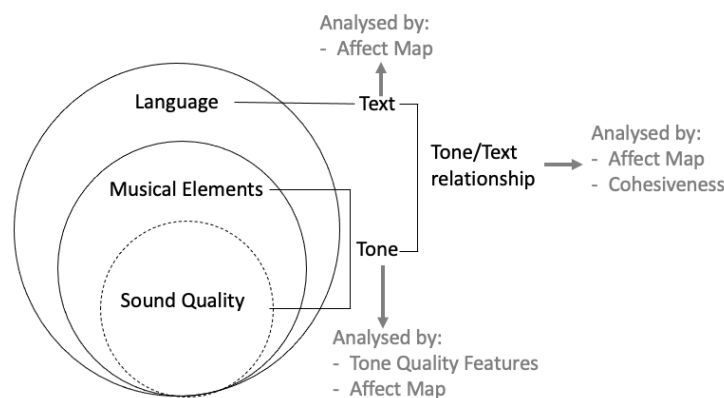 Analysed by:
- Affect Map
Language
Text
Tone/Text
relationship
Analysed by:
- Affect Map
- Cohesiveness
Musical Elements
Tone
Sound Quality
Analysed by:
- Tone Quality Features
- Affect Map